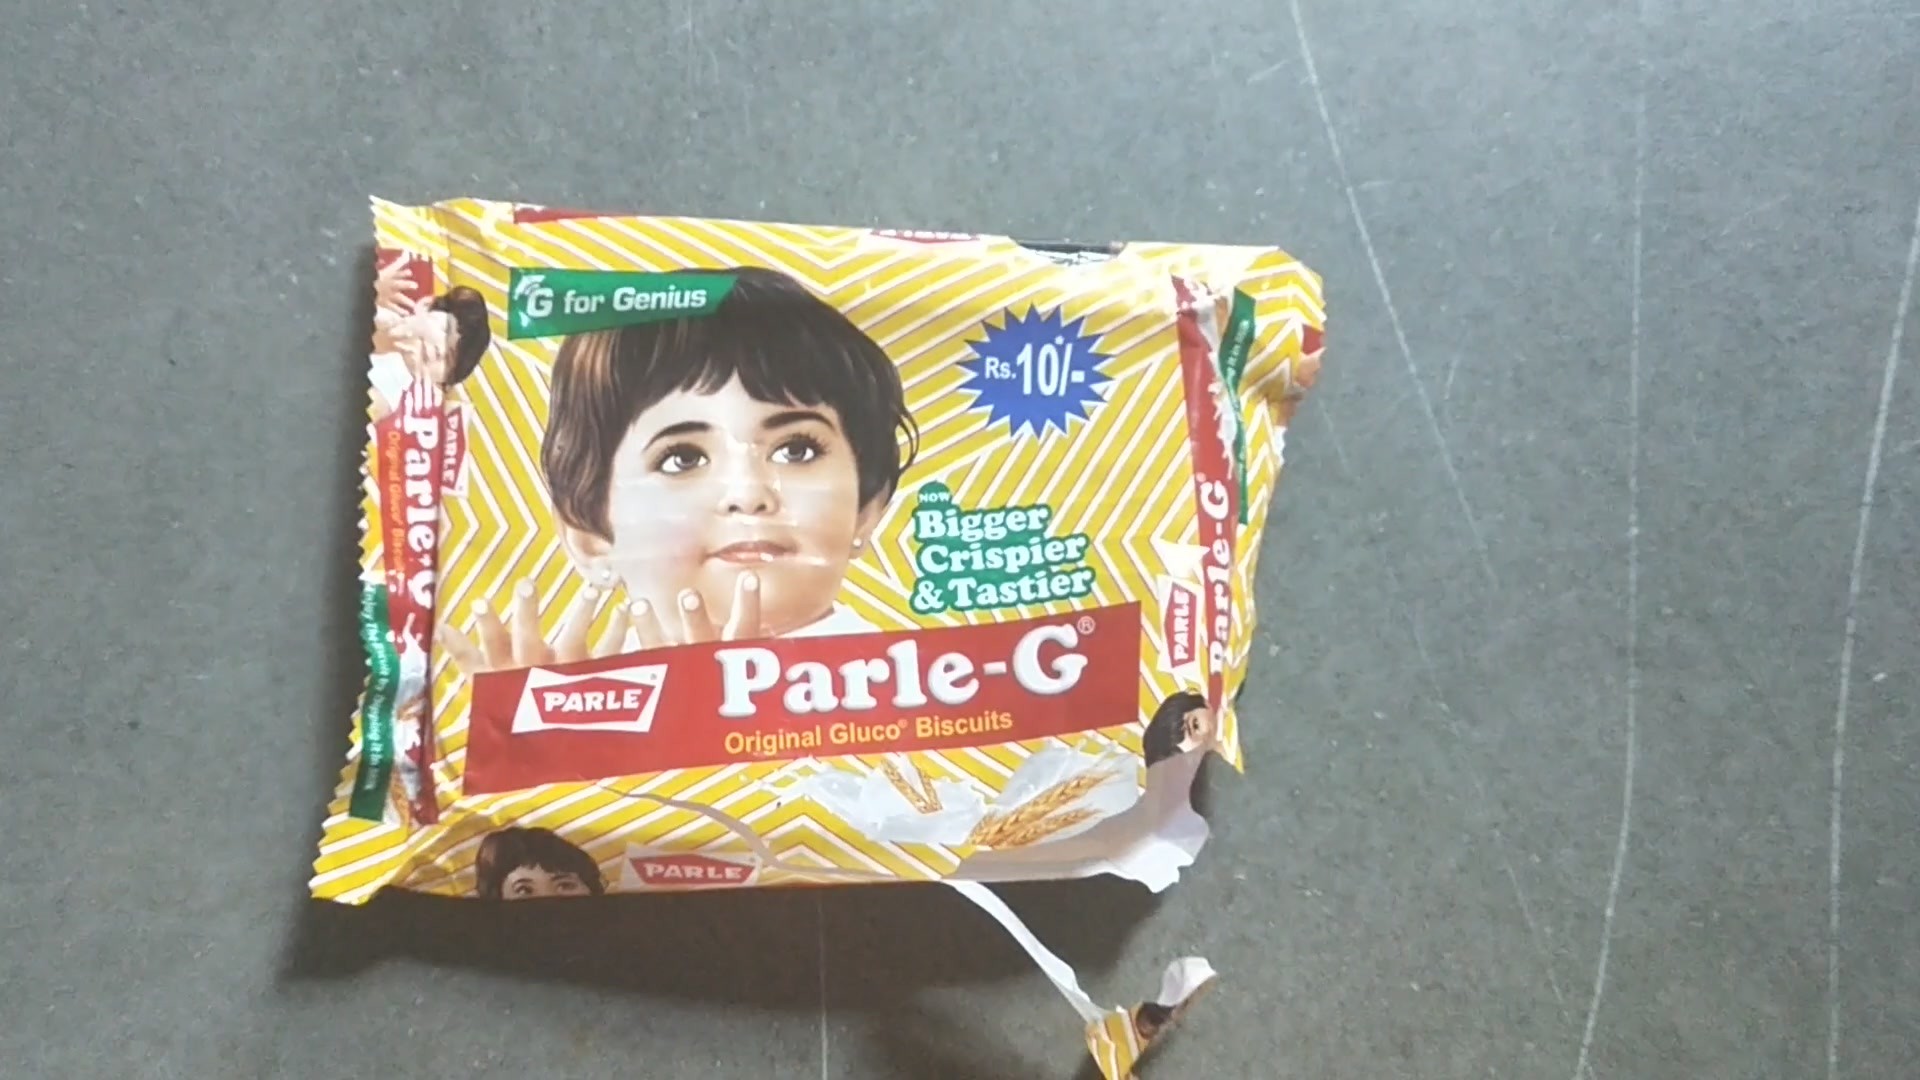 G for Genius
Rs.10*/-
NOW
Bigger
Crispier
& Tastier
PARLE
Parle-G®
Original Gluco® Biscuits
PARLE
Parle-G
Original Gluco® Biscuits
PARLE
Parle-G
PARLE